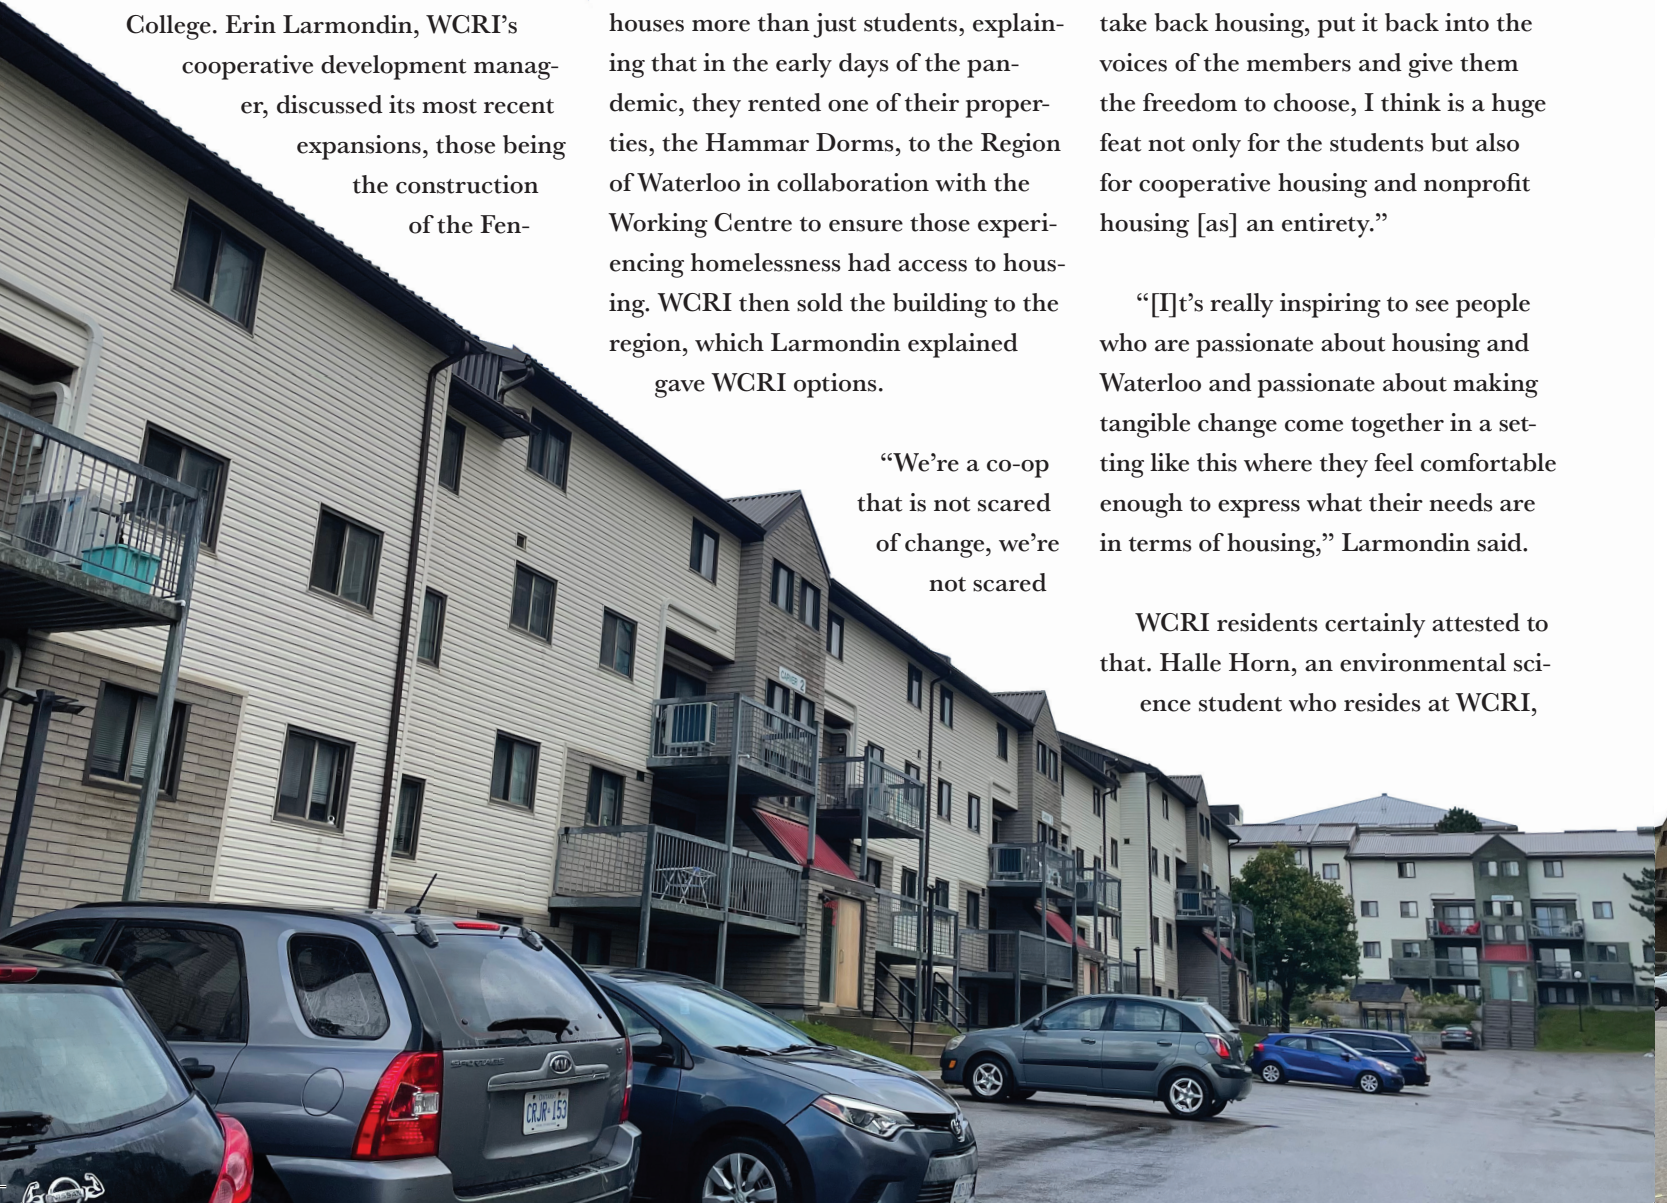 College. Erin Larmondin, WCRI’s
cooperative development manag-
er, discussed its most recent
expansions, those being
the construction
of the Fen-
houses more than just students, explain-
ing that in the early days of the pan-
demic, they rented one of their proper-
ties, the Hammar Dorms, to the Region
of Waterloo in collaboration with the
Working Centre to ensure those experi-
encing homelessness had access to hous-
ing. WCRI then sold the building to the
region, which Larmondin explained
gave WCRI options.
“We’re a co-op
that is not scared
of change, we’re
not scared
take back housing, put it back into the
voices of the members and give them
the freedom to choose, I think is a huge
feat not only for the students but also
for cooperative housing and nonprofit
housing [as] an entirety.”
“[I]t’s really inspiring to see people
who are passionate about housing and
Waterloo and passionate about making
tangible change come together in a set-
ting like this where they feel comfortable
enough to express what their needs are
in terms of housing,” Larmondin said.
WCRI residents certainly attested to
that. Halle Horn, an environmental sci-
ence student who resides at WCRI,
CARVER 2
SPORTAGE
KIA
CRJR 153